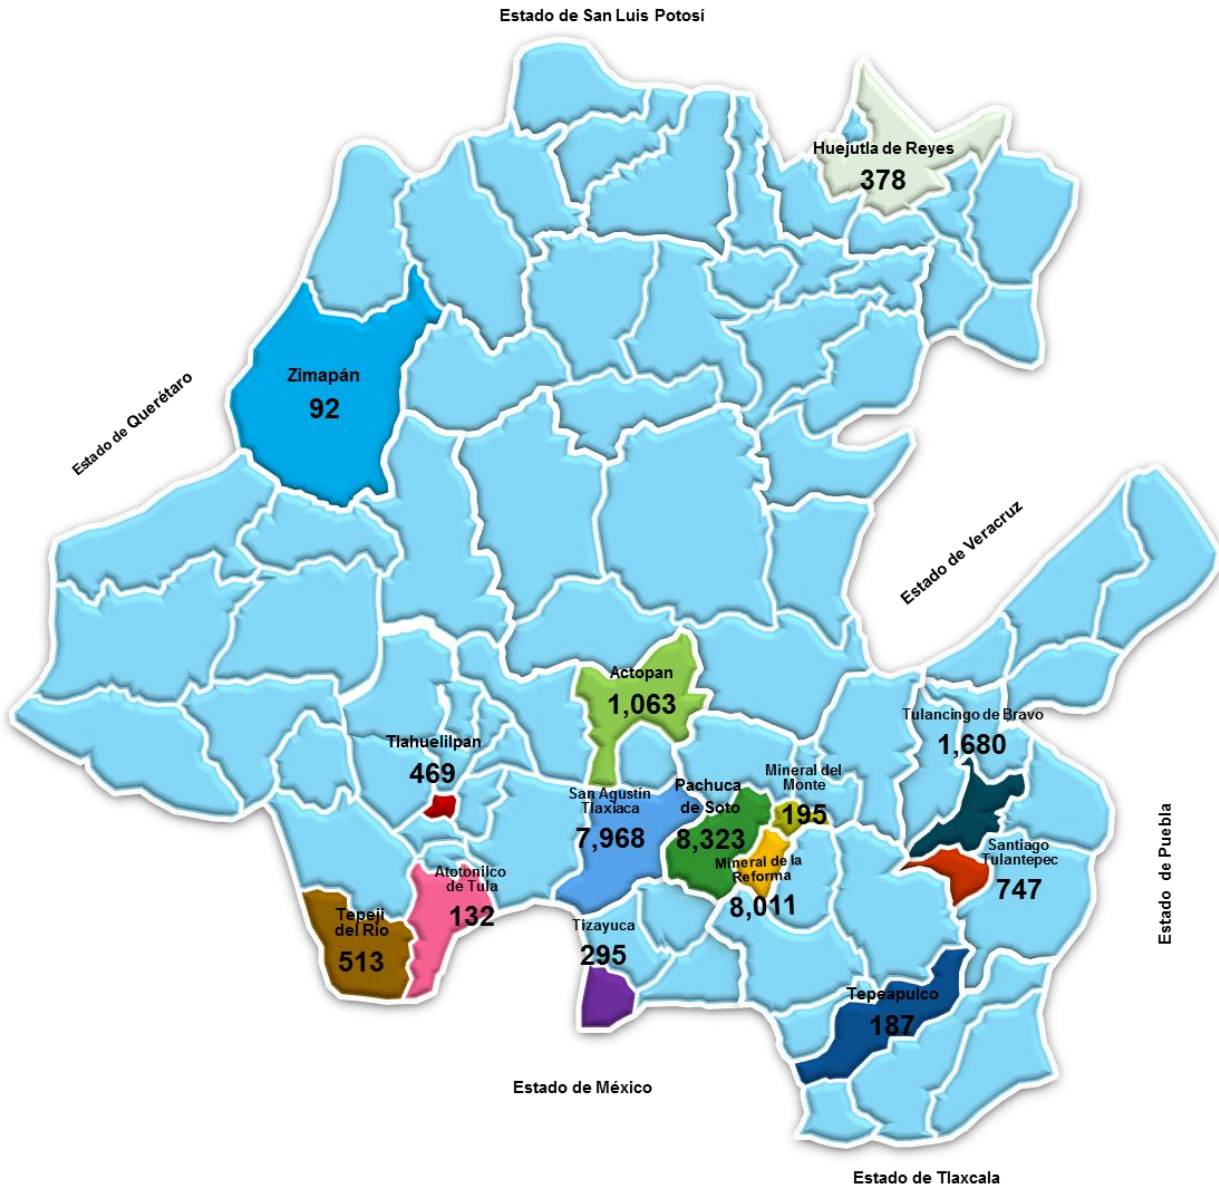 Estado de San Luis Potosí
Huejutla de Reyes
378
Zimapán
92
Estado de Querétaro
Estado de Veracruz
Actopan
1,063
Tulancingo de Bravo
1,680
Tlahuelilpan
469
San Agustín
Tlaxiaca
7,968
Pachuca
de Soto
8,323
Mineral del
Monte
195
Mineral de la
Reforma
8,011
Santiago
Tulantepec
747
Estado de Puebla
Atotonilco
de Tula
132
Tepeji
del Río
513
Tizayuca
295
Tepeapulco
187
Estado de México
Estado de Tlaxcala